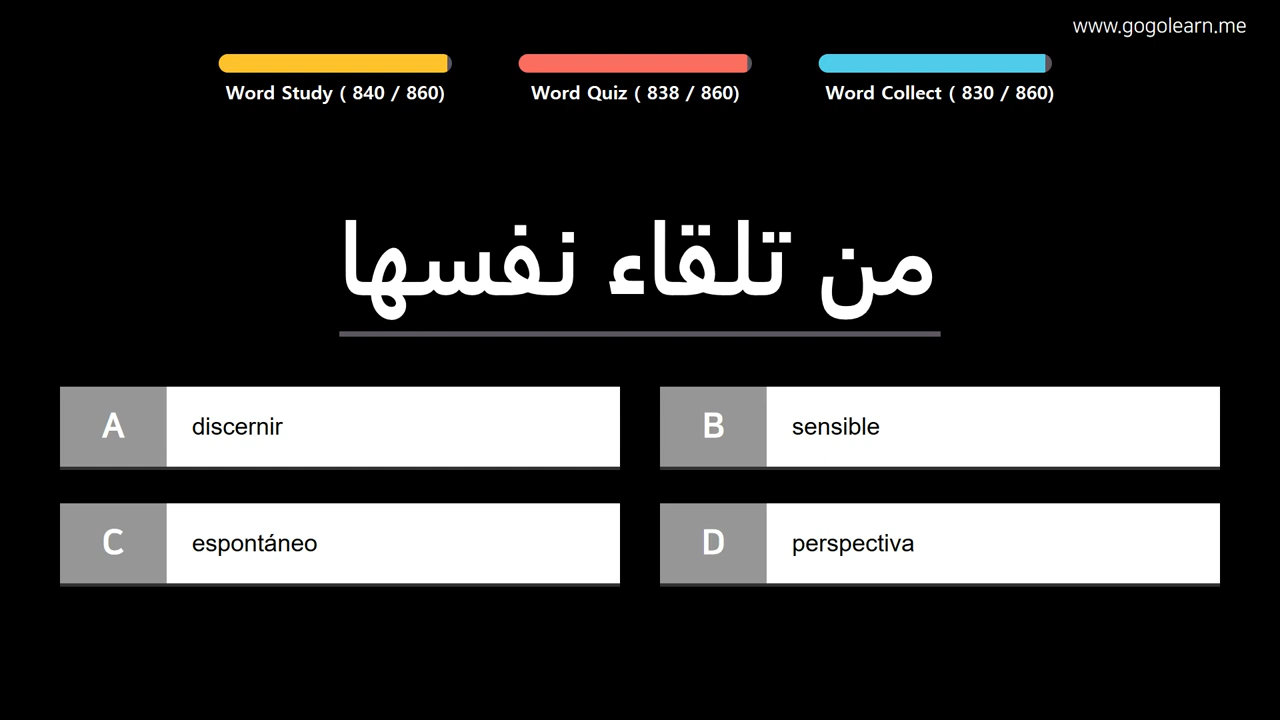 www.gogolearn.me
Word Study ( 840 / 860)
Word Quiz ( 838 / 860)
Word Collect ( 830 / 860)
من تلقاء نفسها
A
discernir
B
sensible
C
espontáneo
D
perspectiva